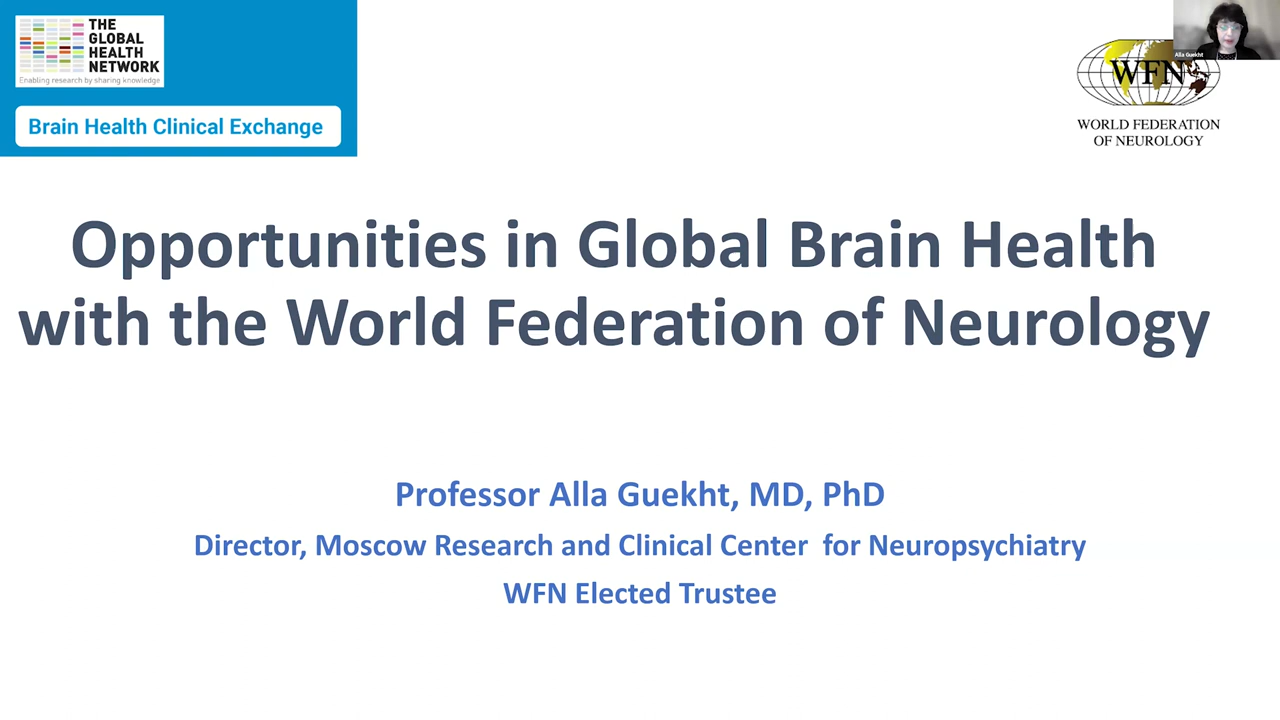 THE
GLOBAL
HEALTH
NETWORK
Enabling research by sharing knowledge
Brain Health Clinical Exchange
Alla Guekht
WFN
WORLD FEDERATION
OF NEUROLOGY
Opportunities in Global Brain Health
with the World Federation of Neurology
Professor Alla Guekht, MD, PhD
Director, Moscow Research and Clinical Center for Neuropsychiatry
WFN Elected Trustee